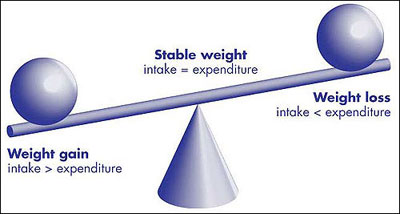 Stable weight
intake = expenditure
Weight loss
intake < expenditure
Weight gain
intake > expenditure